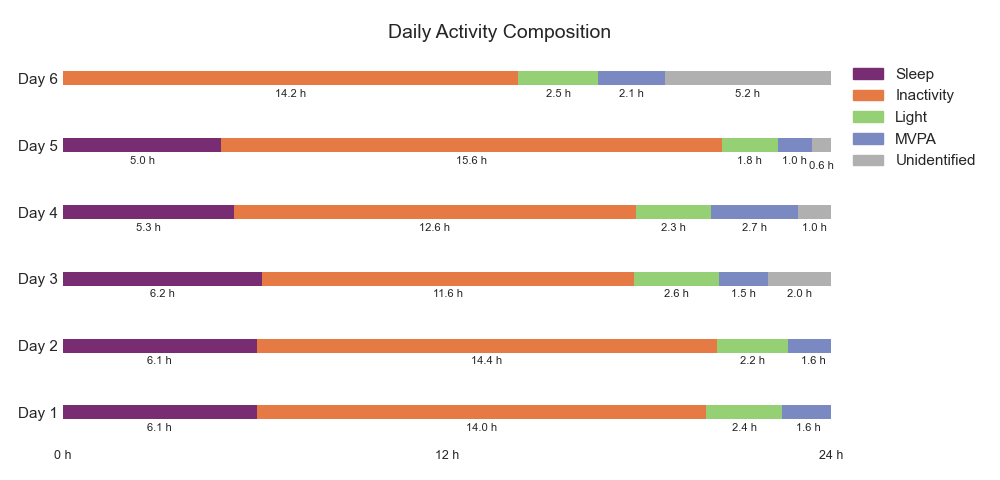 Daily Activity Composition
Day 6
14.2 h 2.5 h 2.1 h 5.2 h
Day 5
5.0 h 15.6 h 1.8 h 1.0 h 0.6 h
Day 4
5.3 h 12.6 h 2.3 h 2.7 h 1.0 h
Day 3
6.2 h 11.6 h 2.6 h 1.5 h 2.0 h
Day 2
6.1 h 14.4 h 2.2 h 1.6 h
Day 1
6.1 h 14.0 h 2.4 h 1.6 h
0 h 12 h 24 h
Sleep
Inactivity
Light
MVPA
Unidentified